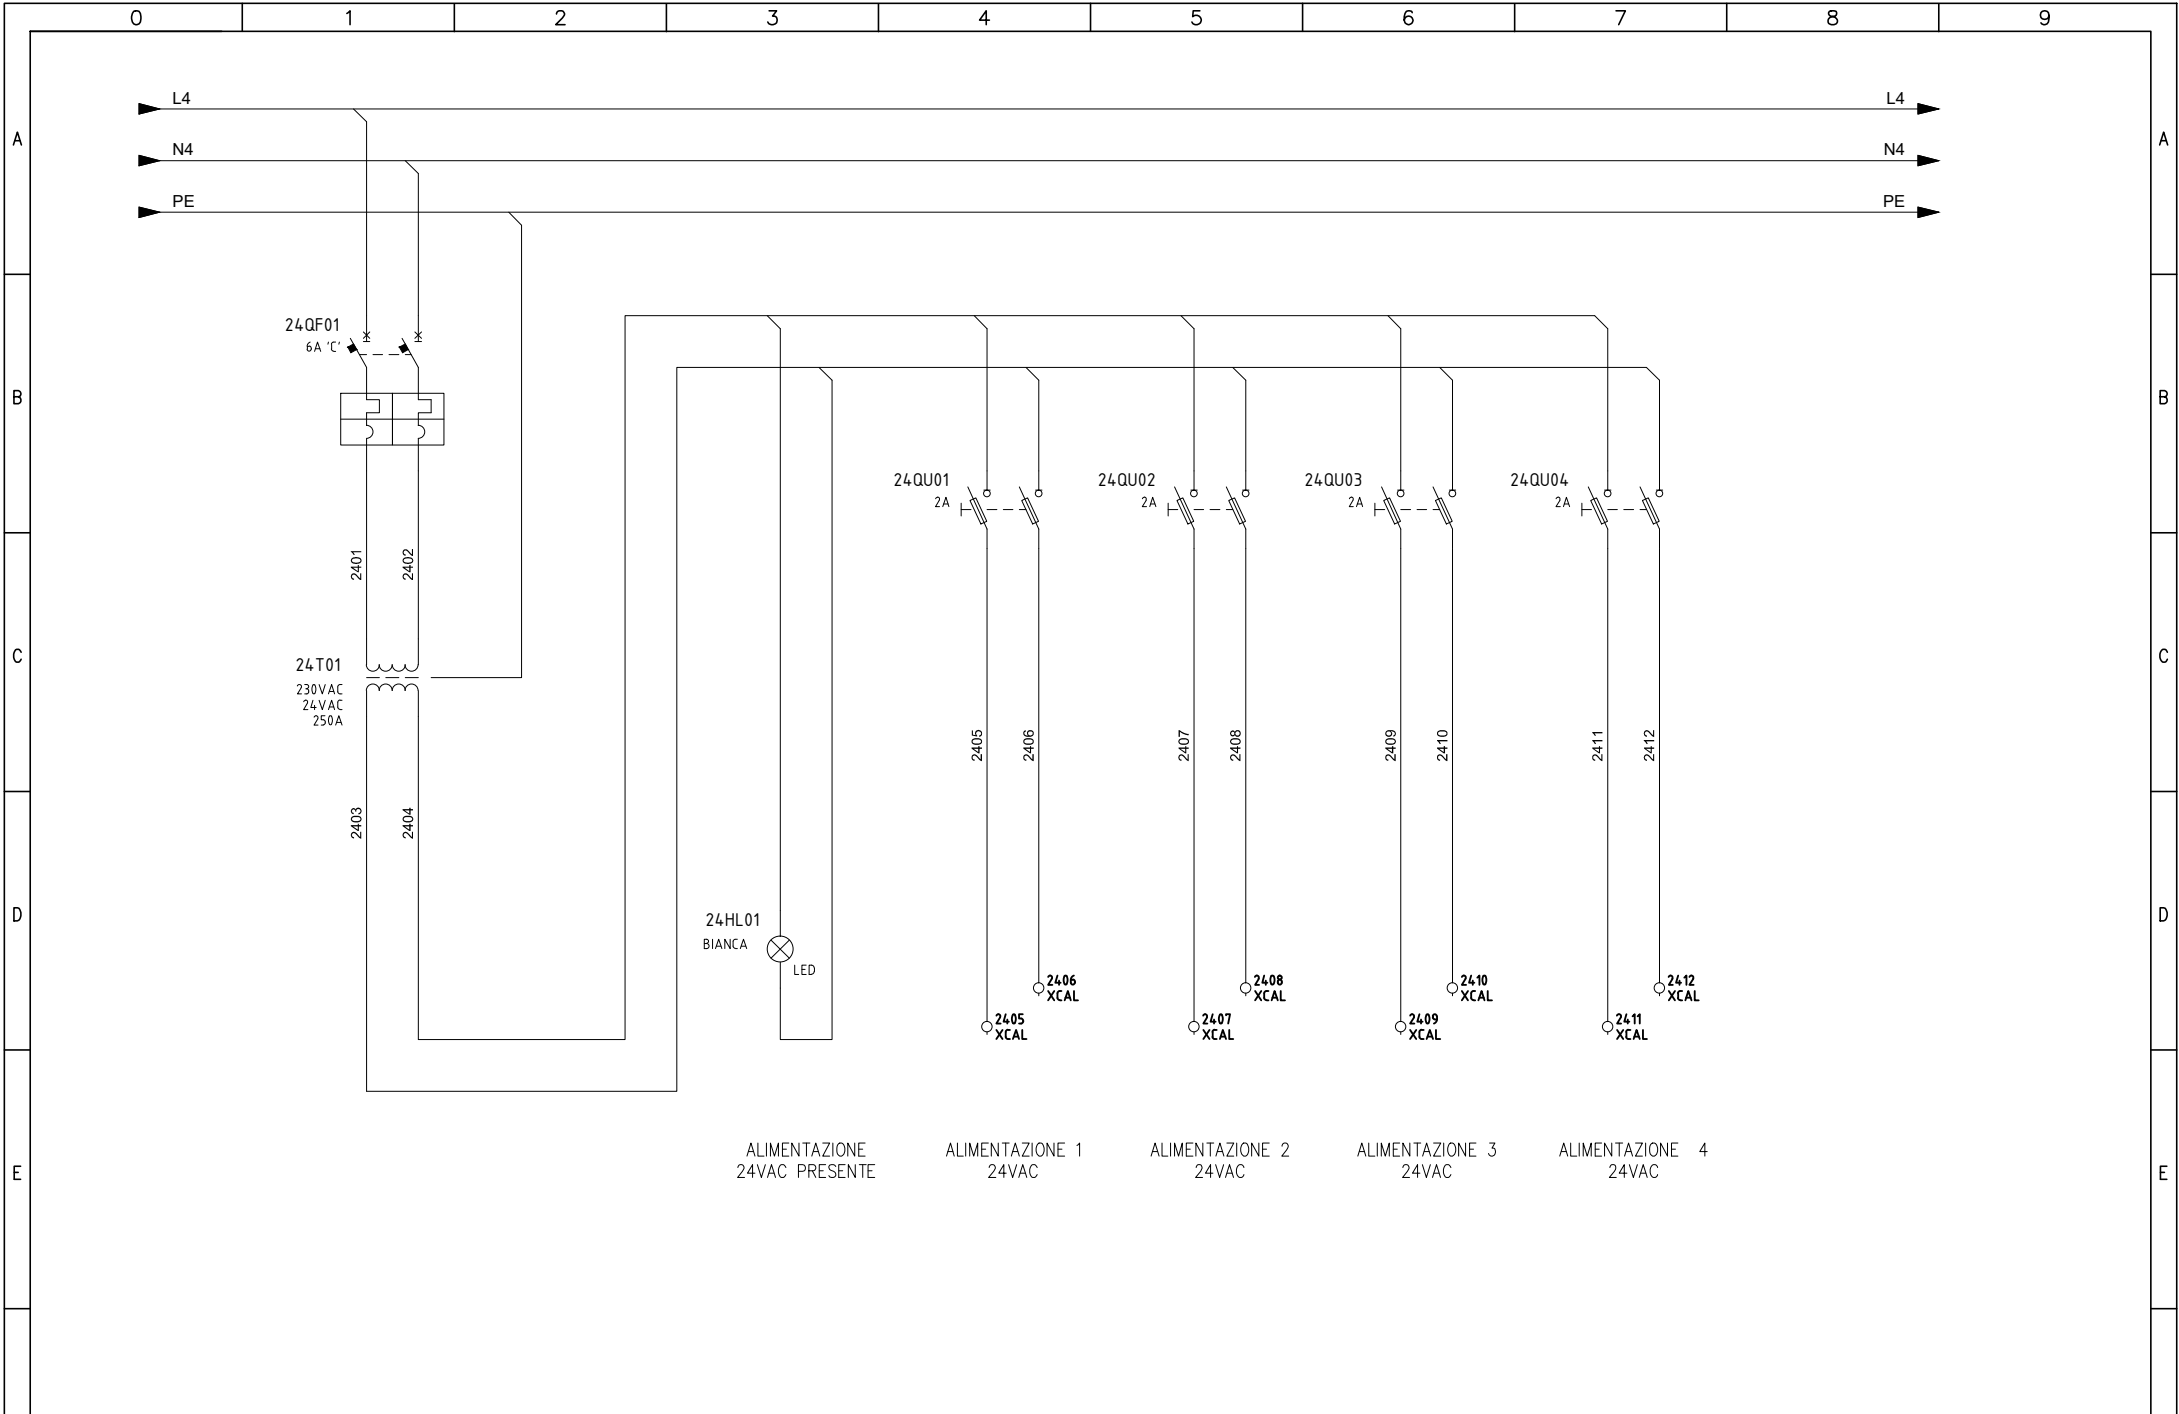 0 1 2 3 4 5 6 7 8 9
L4 L4
A A
N4 N4
PE PE
24QF01
6A 'C'
B B
24QU01 24QU02 24QU03 24QU04
2A 2A 2A 2A
2401 2402
C C
24T01
230VAC
24VAC
250A
2405 2406 2407 2408 2409 2410 2411 2412
2403 2404
D D
24HL01
BIANCA
LED
2406 2408 2410 2412
XCAL XCAL XCAL XCAL
2405 2407 2409 2411
XCAL XCAL XCAL XCAL
ALIMENTAZIONE ALIMENTAZIONE 1 ALIMENTAZIONE 2 ALIMENTAZIONE 3 ALIMENTAZIONE 4
24VAC PRESENTE 24VAC 24VAC 24VAC 24VAC
E E